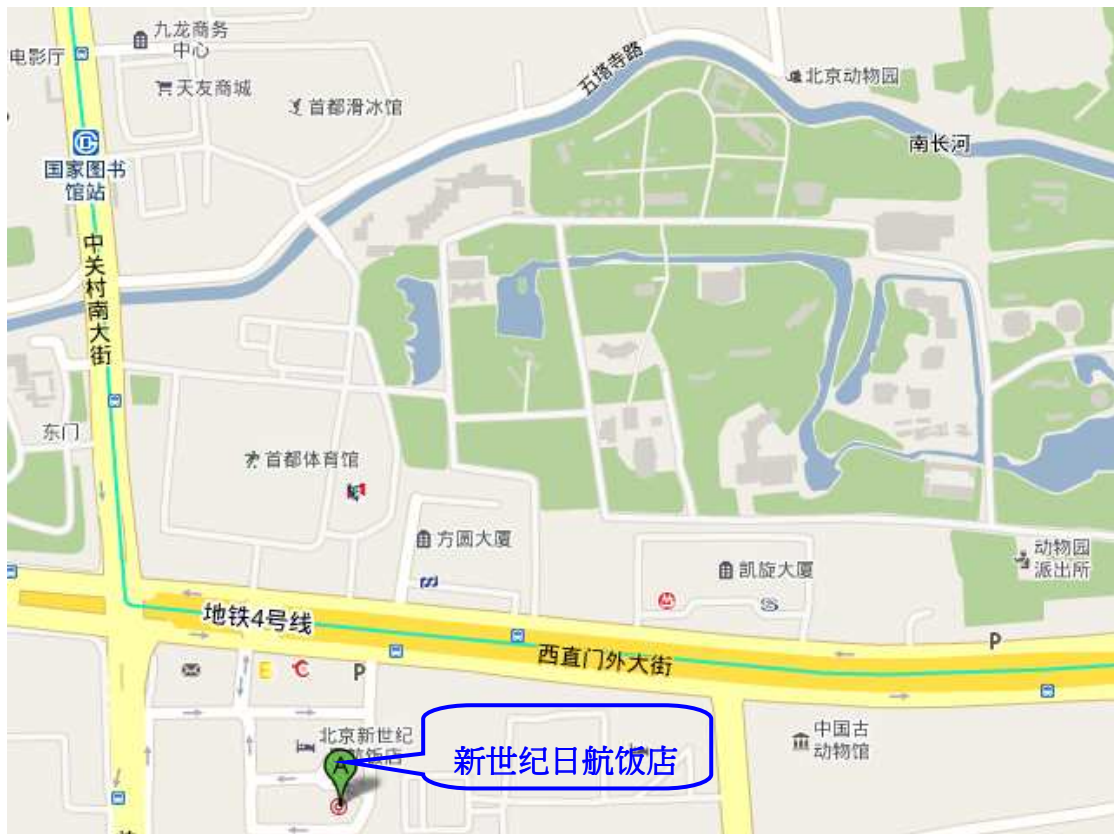 九龙商务
中心
电影厅
天友商城
首都滑冰馆
五塔寺路
北京动物园
南长河
国家图书
馆站
中关村南大街
东门
首都体育馆
方圆大厦
凯旋大厦
动物园
派出所
地铁4号线
西直门外大街
P
P
E
北京新世纪
航饭店
A
新世纪日航饭店
中国古
动物馆